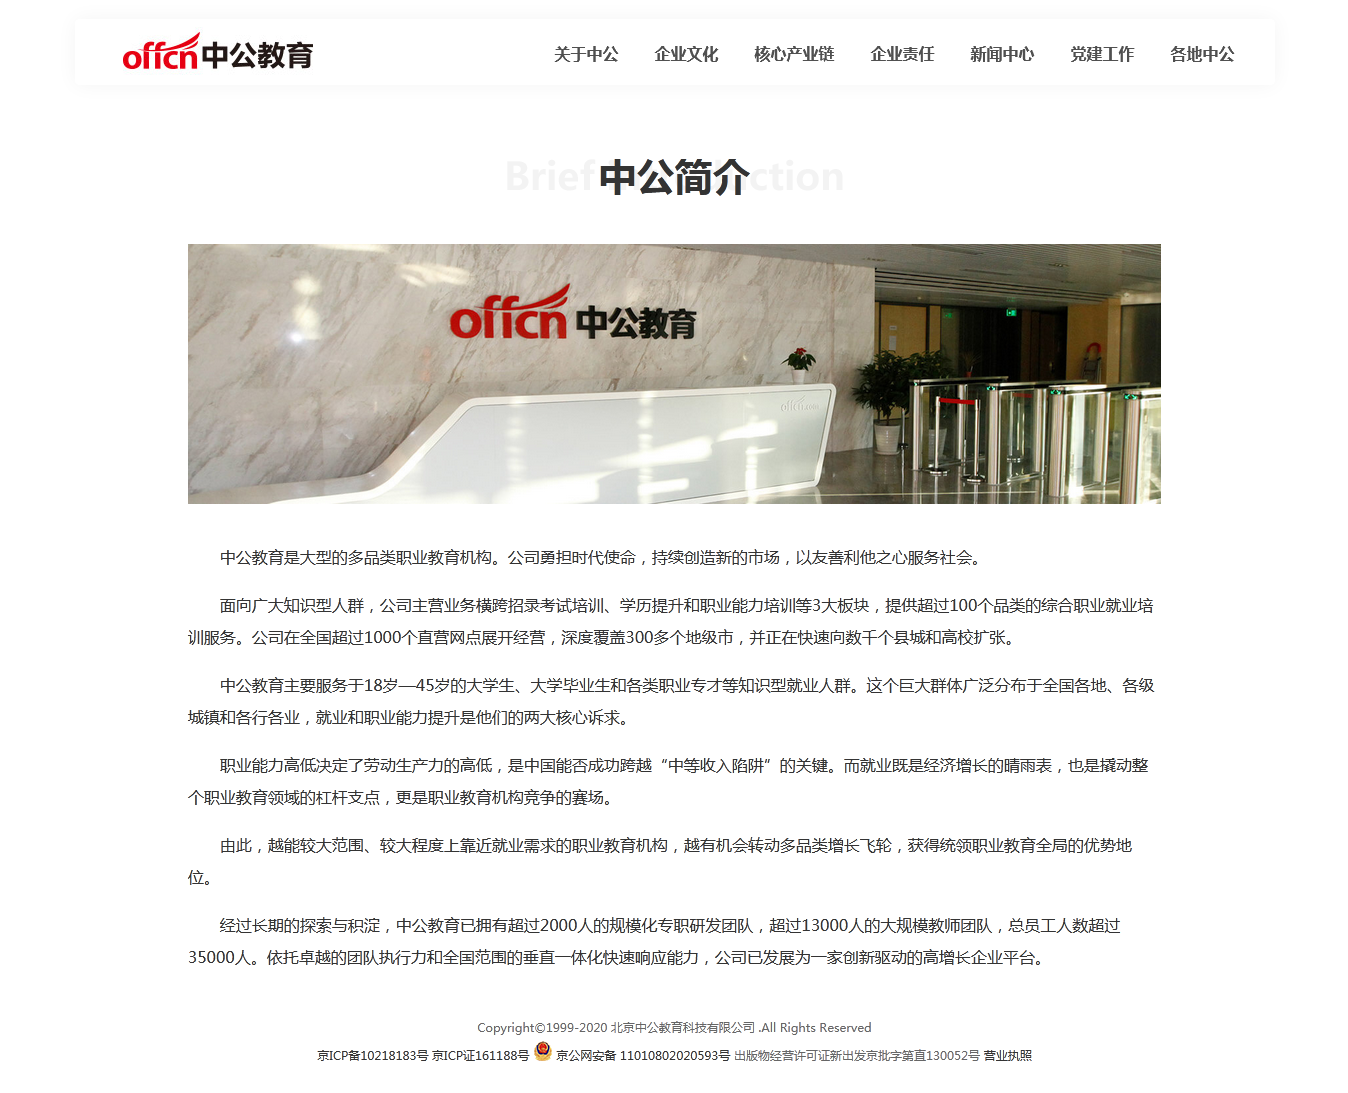 offcn中公教育
关于中公 企业文化 核心产业链 企业责任 新闻中心 党建工作 各地中公
中公简介
offcn中公教育
offcn.com
中公教育是大型的多品类职业教育机构。公司勇担时代使命，持续创造新的市场，以友善利他之心服务社会。
面向广大知识型人群，公司主营业务横跨招录考试培训、学历提升和职业能力培训等3大板块，提供超过100个品类的综合职业就业培
训服务。公司在全国超过1000个直营网点展开经营，深度覆盖300多个地级市，并正在快速向数千个县城和高校扩张。
中公教育主要服务于18岁—45岁的大学生、大学毕业生和各类职业专才等知识型就业人群。这个巨大群体广泛分布于全国各地、各级
城镇和各行各业，就业和职业能力提升是他们的两大核心诉求。
职业能力高低决定了劳动生产力的高低，是中国能否成功跨越“中等收入陷阱”的关键。而就业既是经济增长的晴雨表，也是撬动整
个职业教育领域的杠杆支点，更是职业教育机构竞争的赛场。
由此，越能较大范围、较大程度上靠近就业需求的职业教育机构，越有机会转动多品类增长飞轮，获得统领职业教育全局的优势地
位。
经过长期的探索与积淀，中公教育已拥有超过2000人的规模化专职研发团队，超过13000人的大规模教师团队，总员工人数超过
35000人。依托卓越的团队执行力和全国范围的垂直一体化快速响应能力，公司已发展为一家创新驱动的高增长企业平台。
Copyright©1999-2020 北京中公教育科技有限公司 .All Rights Reserved
京ICP备10218183号 京ICP证161188号 京公网安备 11010802020593号 出版物经营许可证新出发京批字第直130052号 营业执照